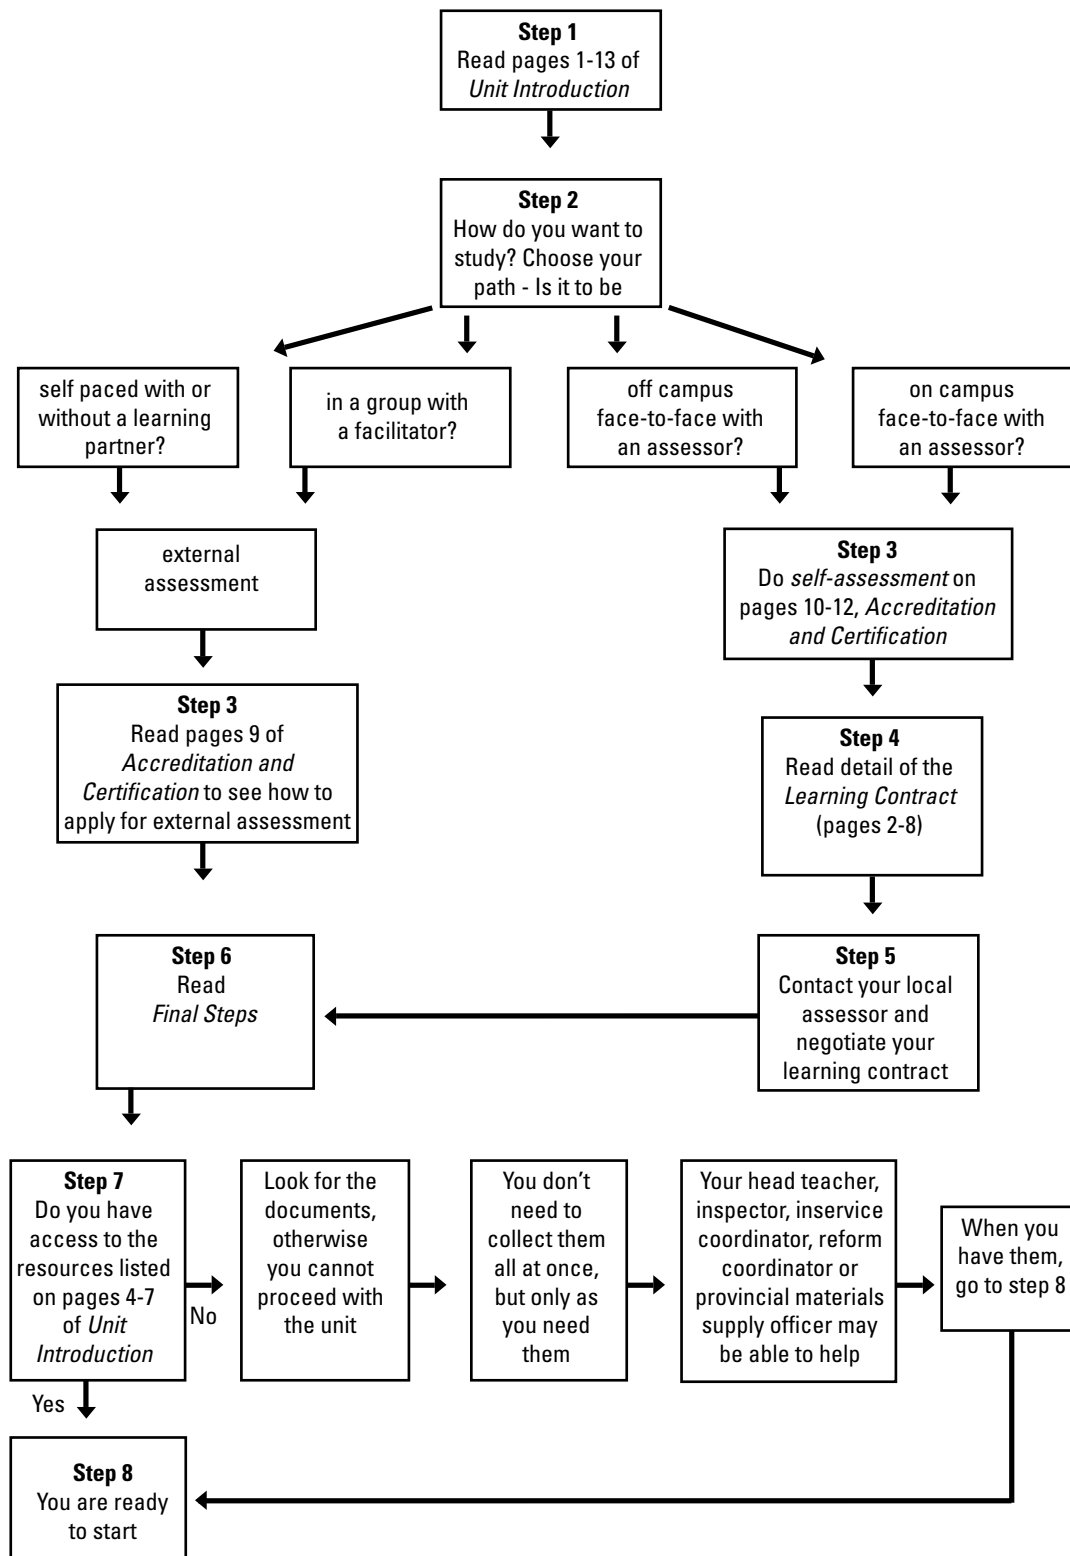 Step 1
Read pages 1-13 of
Unit Introduction
Step 2
How do you want to
study? Choose your
path - Is it to be
self paced with or
without a learning
partner?
in a group with
a facilitator?
off campus
face-to-face with
an assessor?
on campus
face-to-face with
an assessor?
external
assessment
Step 3
Do self-assessment on
pages 10-12, Accreditation
and Certification
Step 3
Read pages 9 of
Accreditation and
Certification to see how to
apply for external assessment
Step 4
Read detail of the
Learning Contract
(pages 2-8)
Step 6
Read
Final Steps
Step 5
Contact your local
assessor and
negotiate your
learning contract
Step 7
Do you have
access to the
resources listed
on pages 4-7
of Unit
Introduction
No
Look for the
documents,
otherwise
you cannot
proceed with
the unit
You don't
need to
collect them
all at once,
but only as
you need
them
Your head teacher,
inspector, inservice
coordinator, reform
coordinator or
provincial materials
supply officer may
be able to help
When you
have them,
go to step 8
Yes
Step 8
You are ready
to start